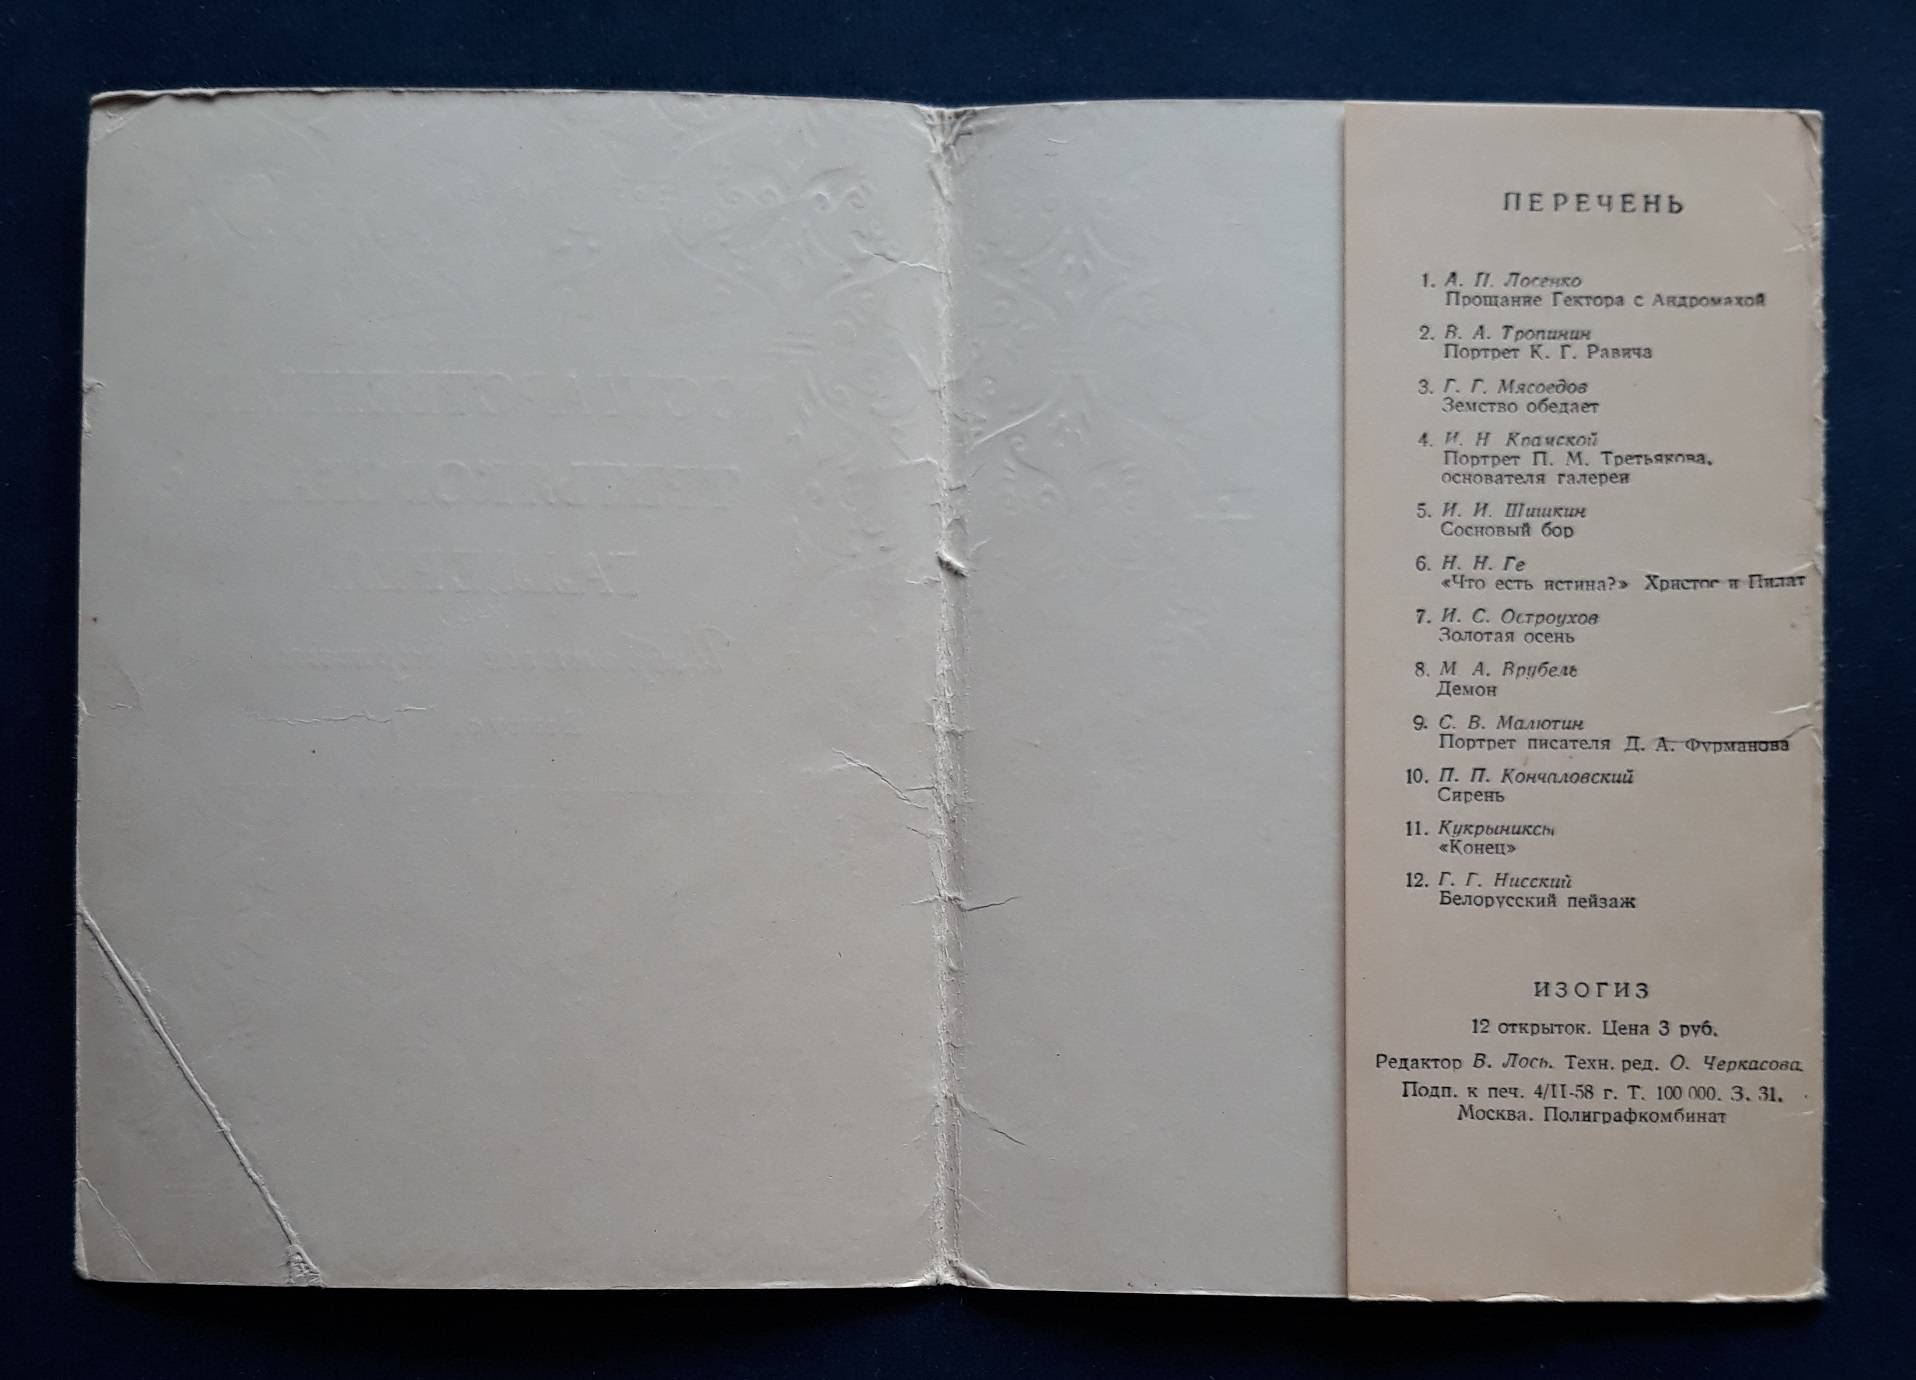 ПЕРЕЧЕНЬ
1. А. П. Лосенко
Прощание Гектора с Андромахой
2. В. А. Тропинин
Портрет К. Г. Равича
3. Г. Г. Мясоедов
Земство обедает
4. И. Н Крамской
Портрет П. М. Третьякова,
основателя галереи
5. И. И. Шишкин
Сосновый бор
6. Н. Н. Ге
«Что есть истина?» Христос и Пилат
7. И. С. Остроухов
Золотая осень
8. М А. Врубель
Демон
9. С. В. Малютин
Портрет писателя Д. А. Фурманова
10. П. П. Кончаловский
Сирень
11. Кукрыниксы
«Конец»
12. Г. Г. Нисский
Белорусский пейзаж
ИЗОГИЗ
12 открыток. Цена 3 руб.
Редактор В. Лось. Техн. ред. О. Черкасова.
Подп. к печ. 4/II-58 г. Т. 100 000. З. 31.
Москва. Полиграфкомбинат